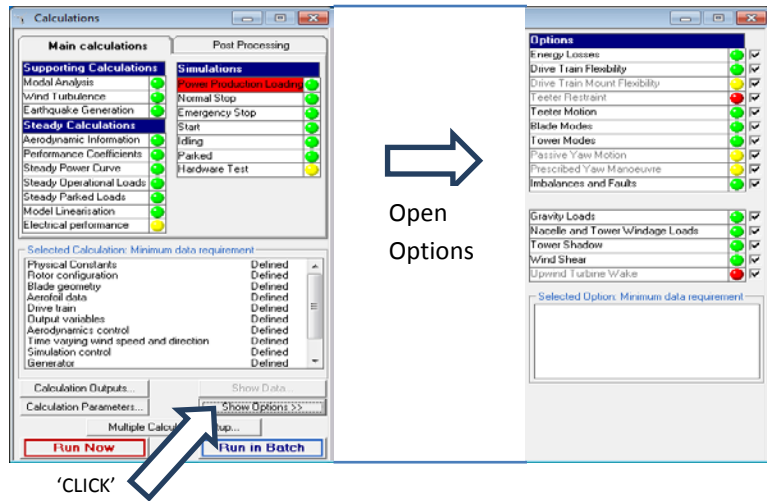 Calculations
Main calculations
Post Processing
Supporting Calculations
Modal Analysis
Wind Turbulence
Earthquake Generation
Steady Calculations
Aerodynamic Information
Performance Coefficients
Steady Power Curve
Steady Operational Loads
Steady Parked Loads
Model Linearisation
Electrical performance
Simulations
Power Production Loading
Normal Stop
Emergency Stop
Start
Idling
Parked
Hardware Test
Selected Calculation: Minimum data requirement
Physical Constants Defined
Rotor configuration Defined
Blade geometry Defined
Aerofoil data Defined
Drive train Defined
Output variables Defined
Aerodynamics control Defined
Time varying wind speed and direction Defined
Simulation control Defined
Generator Defined
Calculation Outputs...
Show Data...
Calculation Parameters...
Show Options >>
Multiple Calcu tup...
Run Now
Run in Batch
'CLICK'
Open
Options
Options
Energy Losses
Drive Train Flexibility
Drive Train Mount Flexibility
Teeter Restraint
Teeter Motion
Blade Modes
Tower Modes
Passive Yaw Motion
Prescribed Yaw Manoeuvre
Imbalances and Faults
Gravity Loads
Nacelle and Tower Windage Loads
Tower Shadow
Wind Shear
Upwind Turbine Wake
Selected Option: Minimum data requirement